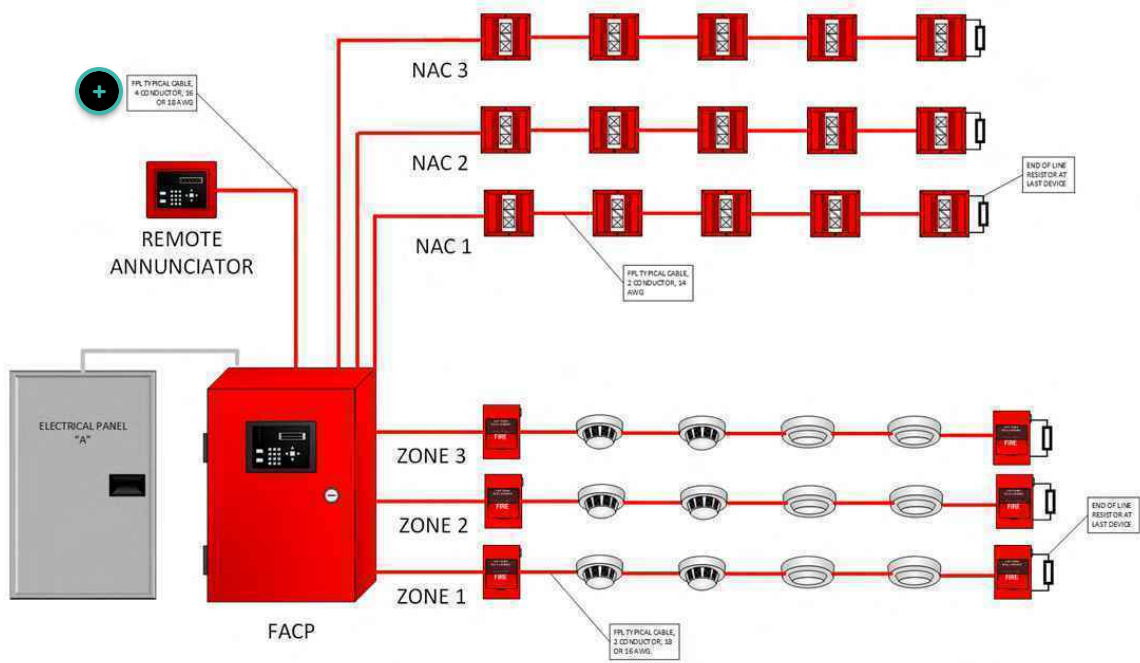 NAC 3
FPL TYPICAL CABLE,
4 CONDUCTOR, 16
OR 18 AWG
NAC 2
END OF LINE
RESISTOR AT
LAST DEVICE
REMOTE
ANNUNCIATOR
NAC 1
FPL TYPICAL CABLE,
2 CONDUCTOR, 14
AWG
ELECTRICAL PANEL
"A"
FIRE
FIRE
ZONE 3
FIRE
FIRE
ZONE 2
END OF LINE
RESISTOR AT
LAST DEVICE
FIRE
FIRE
ZONE 1
FACP
FPL TYPICAL CABLE,
2 CONDUCTOR, 18
OR 16 AWG